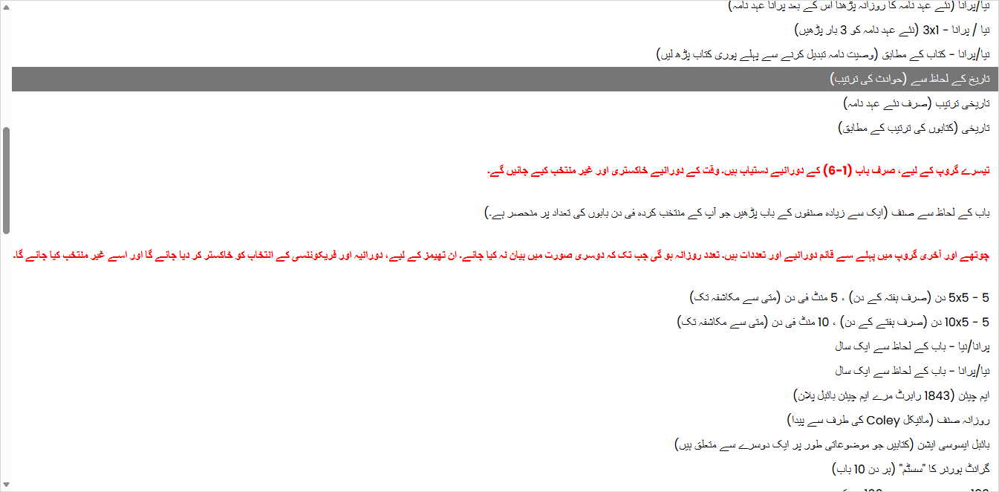 نیا/پرانا (نئے عہد نامہ کا روزانہ پڑھنا اس کے بعد پرانا عہد نامہ)
نیا / پرانا - 3x1 (نئے عہد نامہ کو 3 بار پڑھیں)
نیا/پرانا - کتاب کے مطابق (وصیت نامہ تبدیل کرنے سے پہلے پوری کتاب پڑھ لیں)
تاریخ کے لحاظ سے (حوادث کی ترتیب)
تاریخی ترتیب (صرف نئے عہد نامہ)
تاریخی (کتابوں کی ترتیب کے مطابق)
تیسرے گروپ کے لیے، صرف باب (1-6) کے دورانیے دستیاب ہیں۔ وقت کے دورانیے خاکستری اور غیر منتخب کیے جائیں گے۔
باب کے لحاظ سے صنف (ایک سے زیادہ صنفوں کے باب پڑھیں جو آپ کے منتخب کردہ فی دن بابوں کی تعداد پر منحصر ہے۔)
چوتھے اور آخری گروپ میں پہلے سے قائم دورانیے اور تعددات ہیں۔ تعدد روزانہ ہو گی جب تک کہ دوسری صورت میں بیان نہ کیا جائے۔ ان تھیمز کے لیے، دورانیہ اور فریکوئنسی کے انتخاب کو خاکستر کر دیا جائے گا اور اسے غیر منتخب کیا جائے گا۔
5x5 - 5 دن (صرف ہفتہ کے دن) ، 5 منٹ فی دن (متی سے مکاشفہ تک)
10x5 - 5 دن (صرف ہفتے کے دن) ، 10 منٹ فی دن (متی سے مکاشفہ تک)
پرانا/نیا - باب کے لحاظ سے ایک سال
نیا/پرانا - باب کے لحاظ سے ایک سال
ایم چیئن (1843 رابرٹ مرے ایم چیئن بائبل پلان)
روزانہ صنف (مائیکل Coley کی طرف سے پیدا)
بائبل ایسوسی ایشن (کتابیں جو موضوعاتی طور پر ایک دوسرے سے متعلق ہیں)
گرانٹ ہورنر کا "سسٹم" (ہر دن 10 باب)